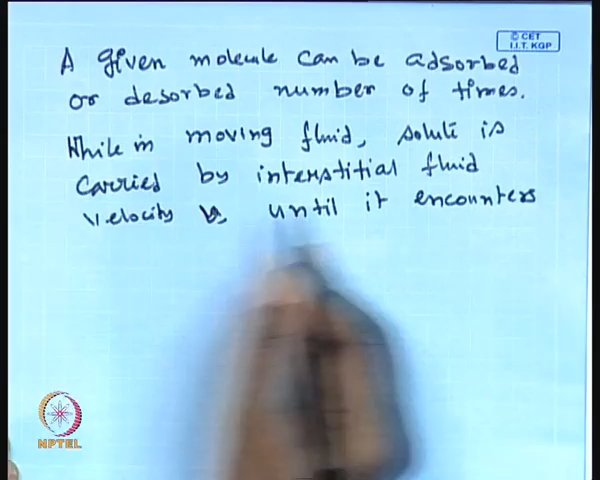 © CET
I.I.T. KGP
A given molecule can be adsorbed
or desorbed number of times.
While in moving fluid, solute is
carried by interstitial fluid
velocity until it encounters
NPTEL